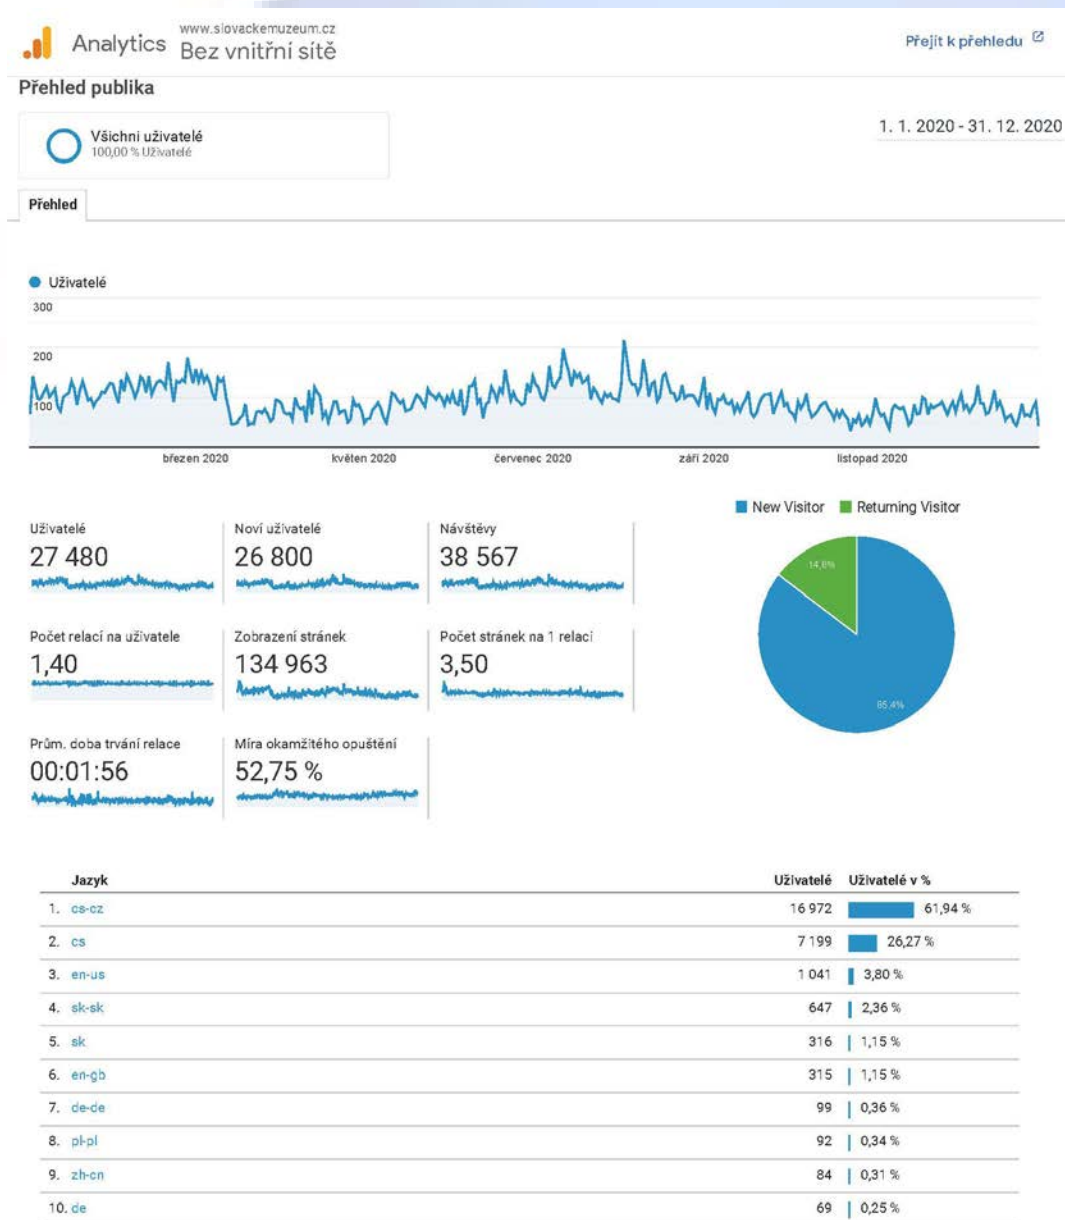 www.slovackemuzeum.cz
Analytics Bez vnitřní sítě
Přejít k přehledu
Přehled publika
Všichni uživatelé
100,00 % Uživatelé
1. 1. 2020 - 31. 12. 2020
Přehled
Uživatelé
300
200
100
březen 2020 květen 2020 červenec 2020 září 2020 listopad 2020
New Visitor Returning Visitor
Uživatelé Noví uživatelé Návštěvy
27 480 26 800 38 567
14,6%
Počet relací na uživatele Zobrazení stránek Počet stránek na 1 relaci
1,40 134 963 3,50
85,4%
Prům. doba trvání relace Míra okamžitého opuštění
00:01:56 52,75 %
Jazyk Uživatelé Uživatelé v %
1. cs-cz 16 972 61,94 %
2. cs 7 199 26,27 %
3. en-us 1 041 3,80 %
4. sk-sk 647 2,36 %
5. sk 316 1,15 %
6. en-gb 315 1,15 %
7. de-de 99 0,36 %
8. pl-pl 92 0,34 %
9. zh-cn 84 0,31 %
10. de 69 0,25 %